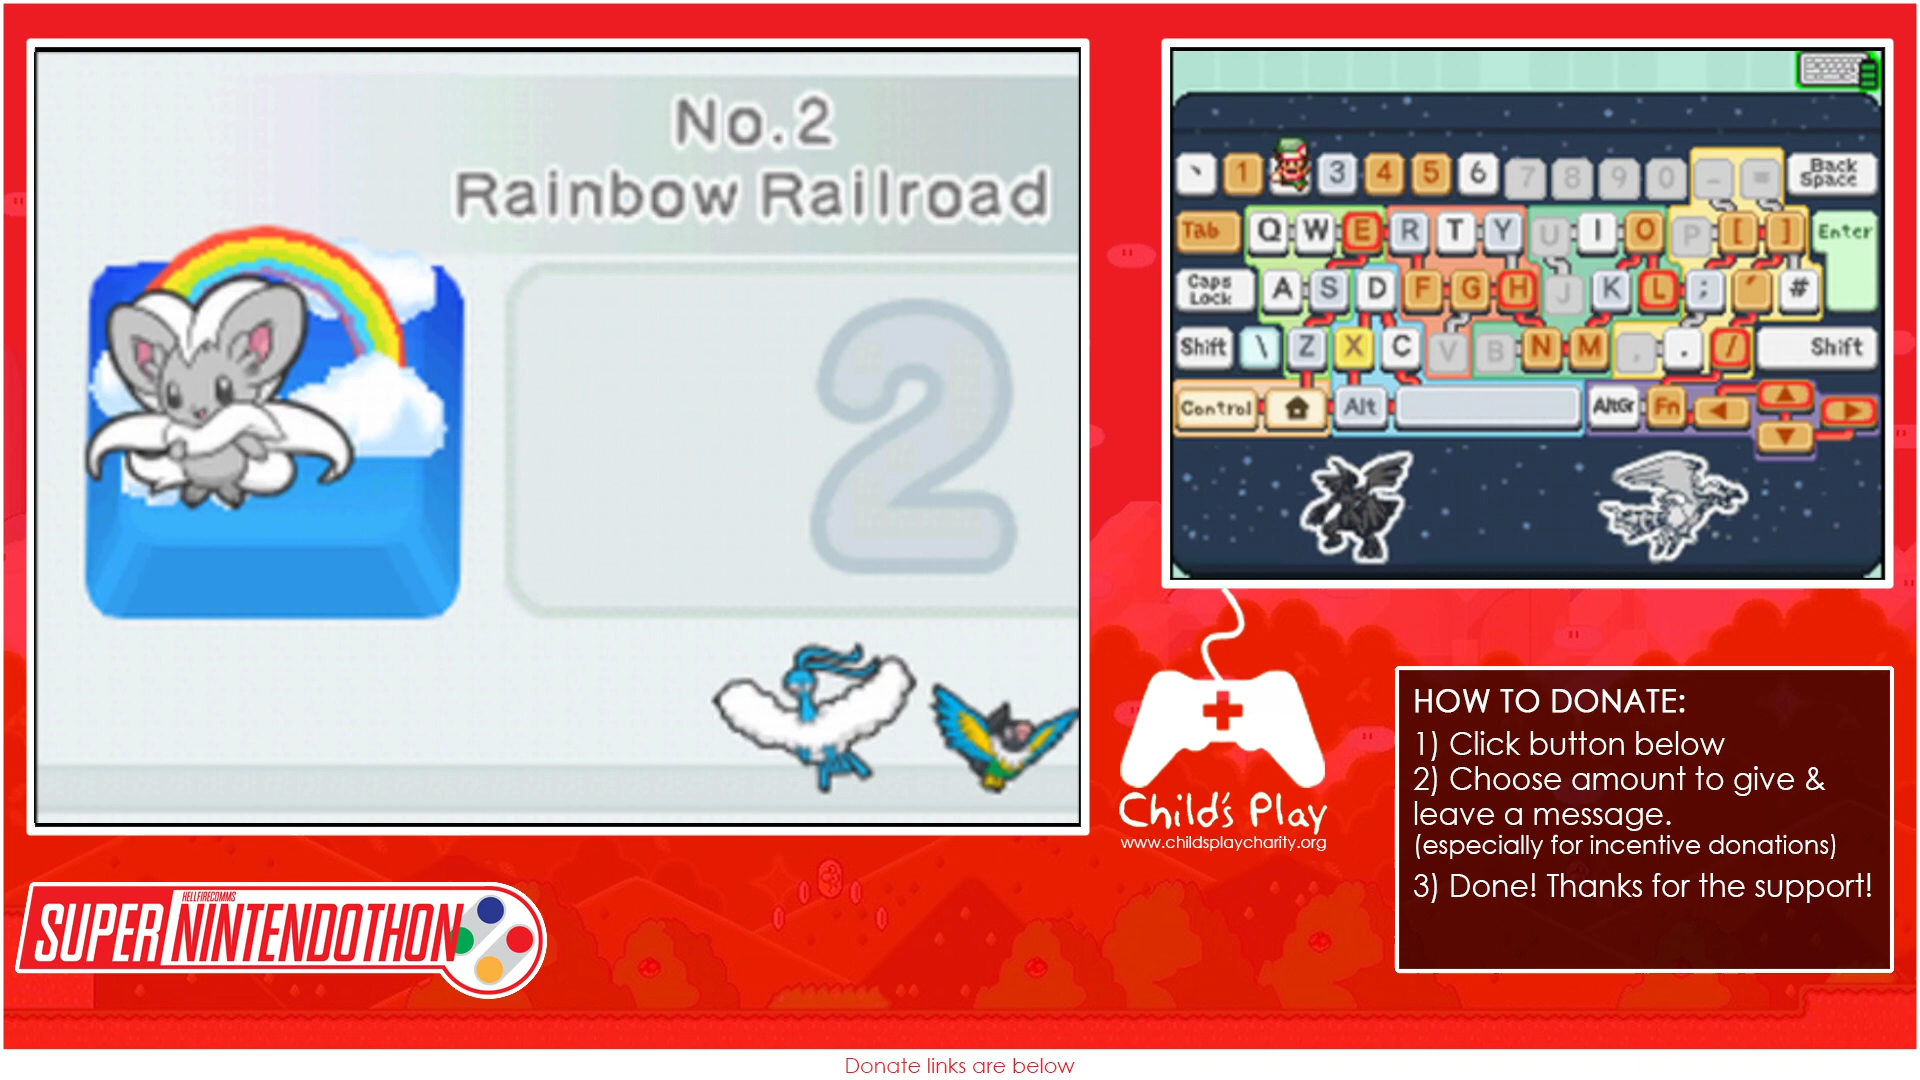 No.2
Rainbow Railroad
2
` 1 3 4 5 6 7 8 9 0 - = Back Space
Tab Q W E R T Y U I O P [ ] Enter
Caps Lock A S D F G H J K L ; ' #
Shift \ Z X C V B N M , . / Shift
Control Alt AltGr Fn
Child's Play
www.childsplaycharity.org
HOW TO DONATE:
1) Click button below
2) Choose amount to give &
leave a message.
(especially for incentive donations)
3) Done! Thanks for the support!
HELLFIRECOMMS
SUPER NINTENDOTHON
Donate links are below